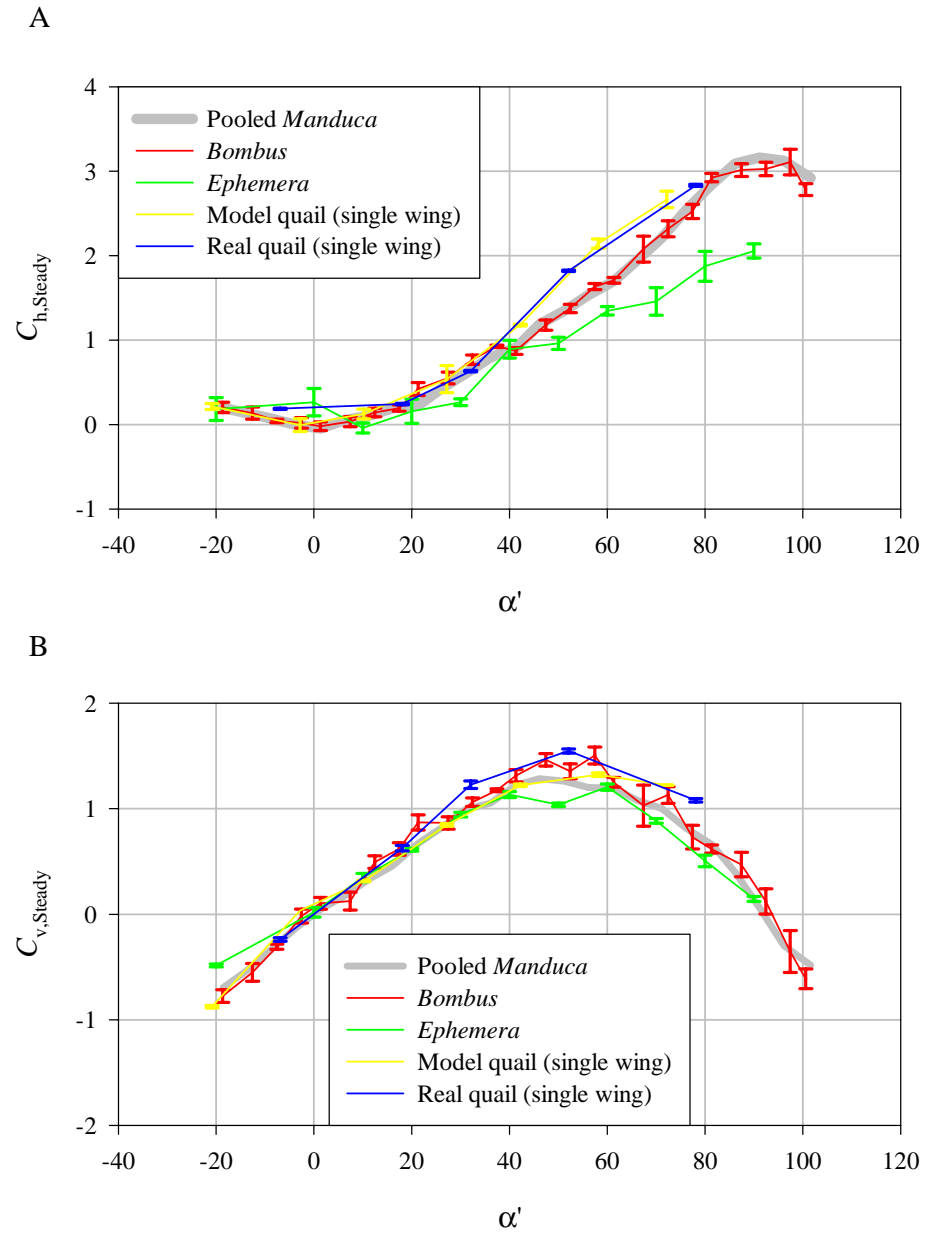 A
4
3
2
1
0
-1
-40 -20 0 20 40 60 80 100 120
C h,Steady
α'
Pooled Manduca
Bombus
Ephemera
Model quail (single wing)
Real quail (single wing)
B
2
1
0
-1
-2
-40 -20 0 20 40 60 80 100 120
C v,Steady
α'
Pooled Manduca
Bombus
Ephemera
Model quail (single wing)
Real quail (single wing)